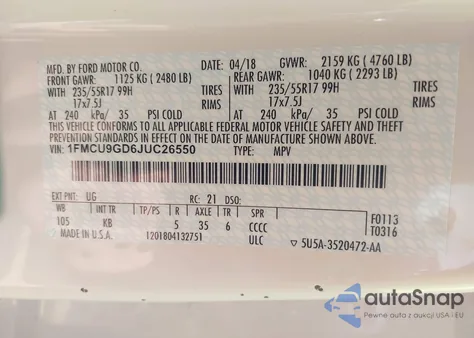 MFD. BY FORD MOTOR CO. 04/18 GVWR: 2159 KG ( 4760 LB)
FRONT GAWR: 1125 KG ( 2480 LB) REAR GAWR: 1040 KG ( 2293 LB)
WITH 235/55R17 99H TIRES WITH 235/55R17 99H TIRES
17x7.5J RIMS 17x7.5J RIMS
AT 240 kPa/ 35 PSI COLD AT 240 kPa/ 35 PSI COLD
THIS VEHICLE CONFORMS TO ALL APPLICABLE FEDERAL MOTOR VEHICLE SAFETY AND THEFT
PREVENTION STANDARDS IN EFFECT ON THE DATE OF MANUFACTURE SHOWN ABOVE.
VIN: 1FMCU9GD6JUC26550 TYPE: MPV
EXT PNT: UG RC: 21 DSO:
WB INT TR TP/PS R AXLE TR SPR
105 KB 5 35 6 CCCC
ULC
F0113
T0316
1201804132751
MADE IN U.S.A.
5U5A-3520472-AA
autoSnap
Pewne auta z aukcji USA i EU